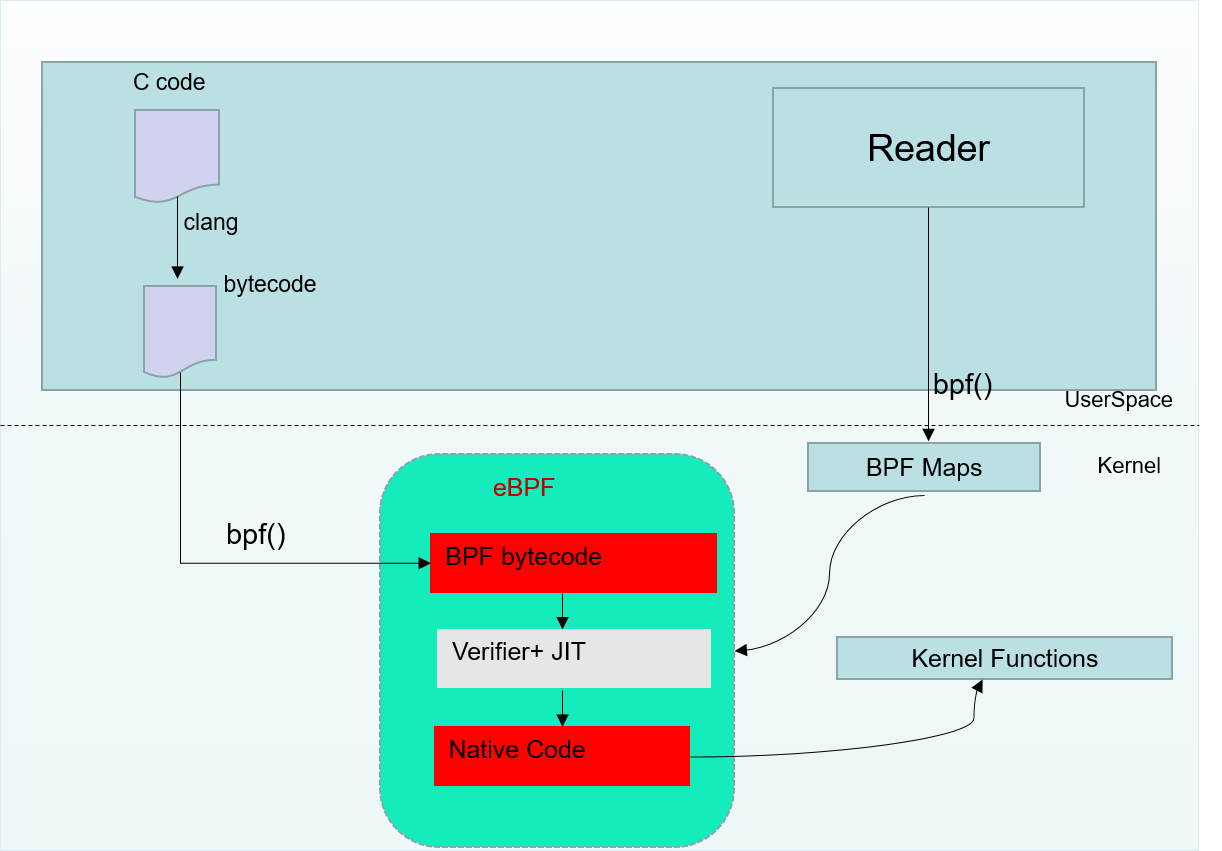 C code
Reader
clang
bytecode
bpf()
UserSpace
BPF Maps
Kernel
eBPF
bpf()
BPF bytecode
Verifier+ JIT
Kernel Functions
Native Code